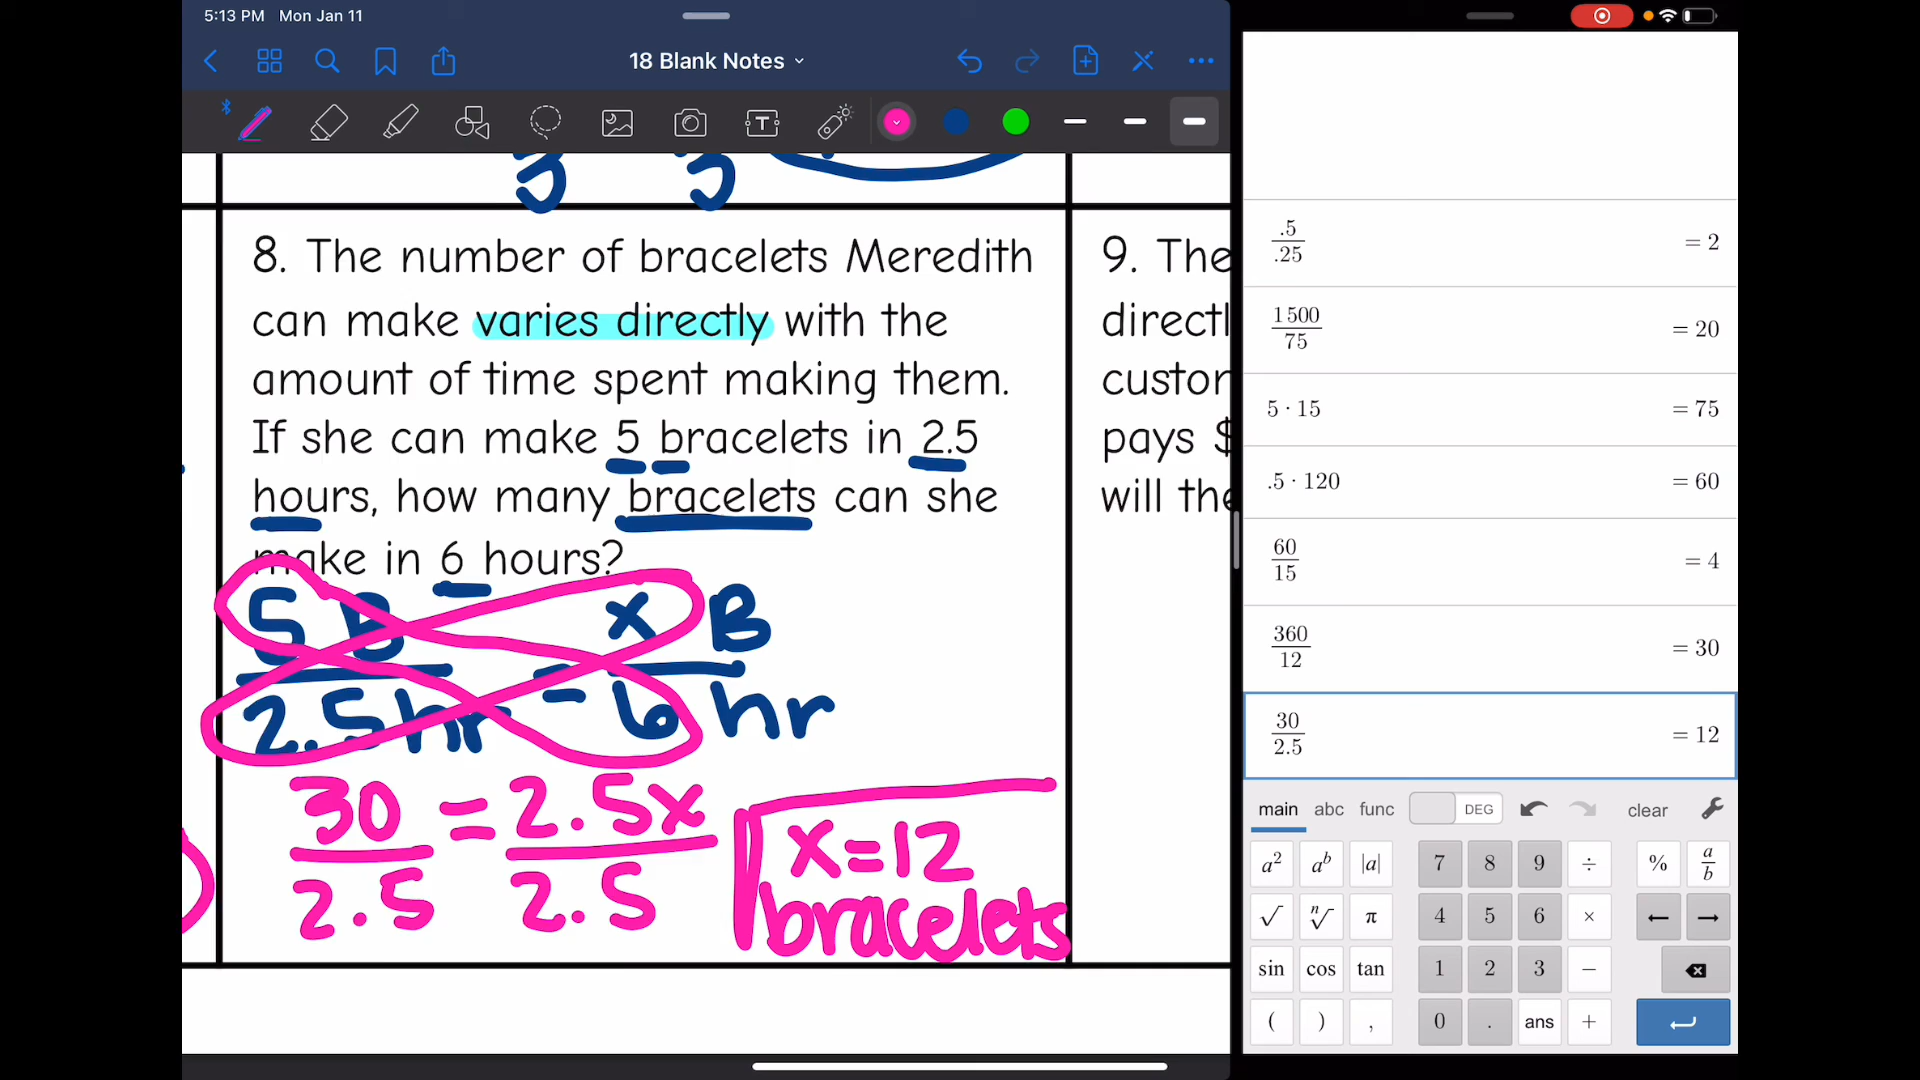 5:13 PM Mon Jan 11
18 Blank Notes
T
8. The number of bracelets Meredith
can make varies directly with the
amount of time spent making them.
If she can make 5 bracelets in 2.5
hours, how many bracelets can she
make in 6 hours?
5 B = x B
2.5hr 6 hr
30 = 2.5x
2.5 2.5
x=12
bracelets
9. The
directl
custor
pays $
will the
.5
.25
= 2
1500
75
= 20
5 · 15 = 75
.5 · 120 = 60
60
15
= 4
360
12
= 30
30
2.5
= 12
main abc func DEG clear
a² aᵇ |a| 7 8 9 ÷ % a/b
√ ⁿ√ π 4 5 6 × ← →
sin cos tan 1 2 3 −
( ) , 0 . ans +